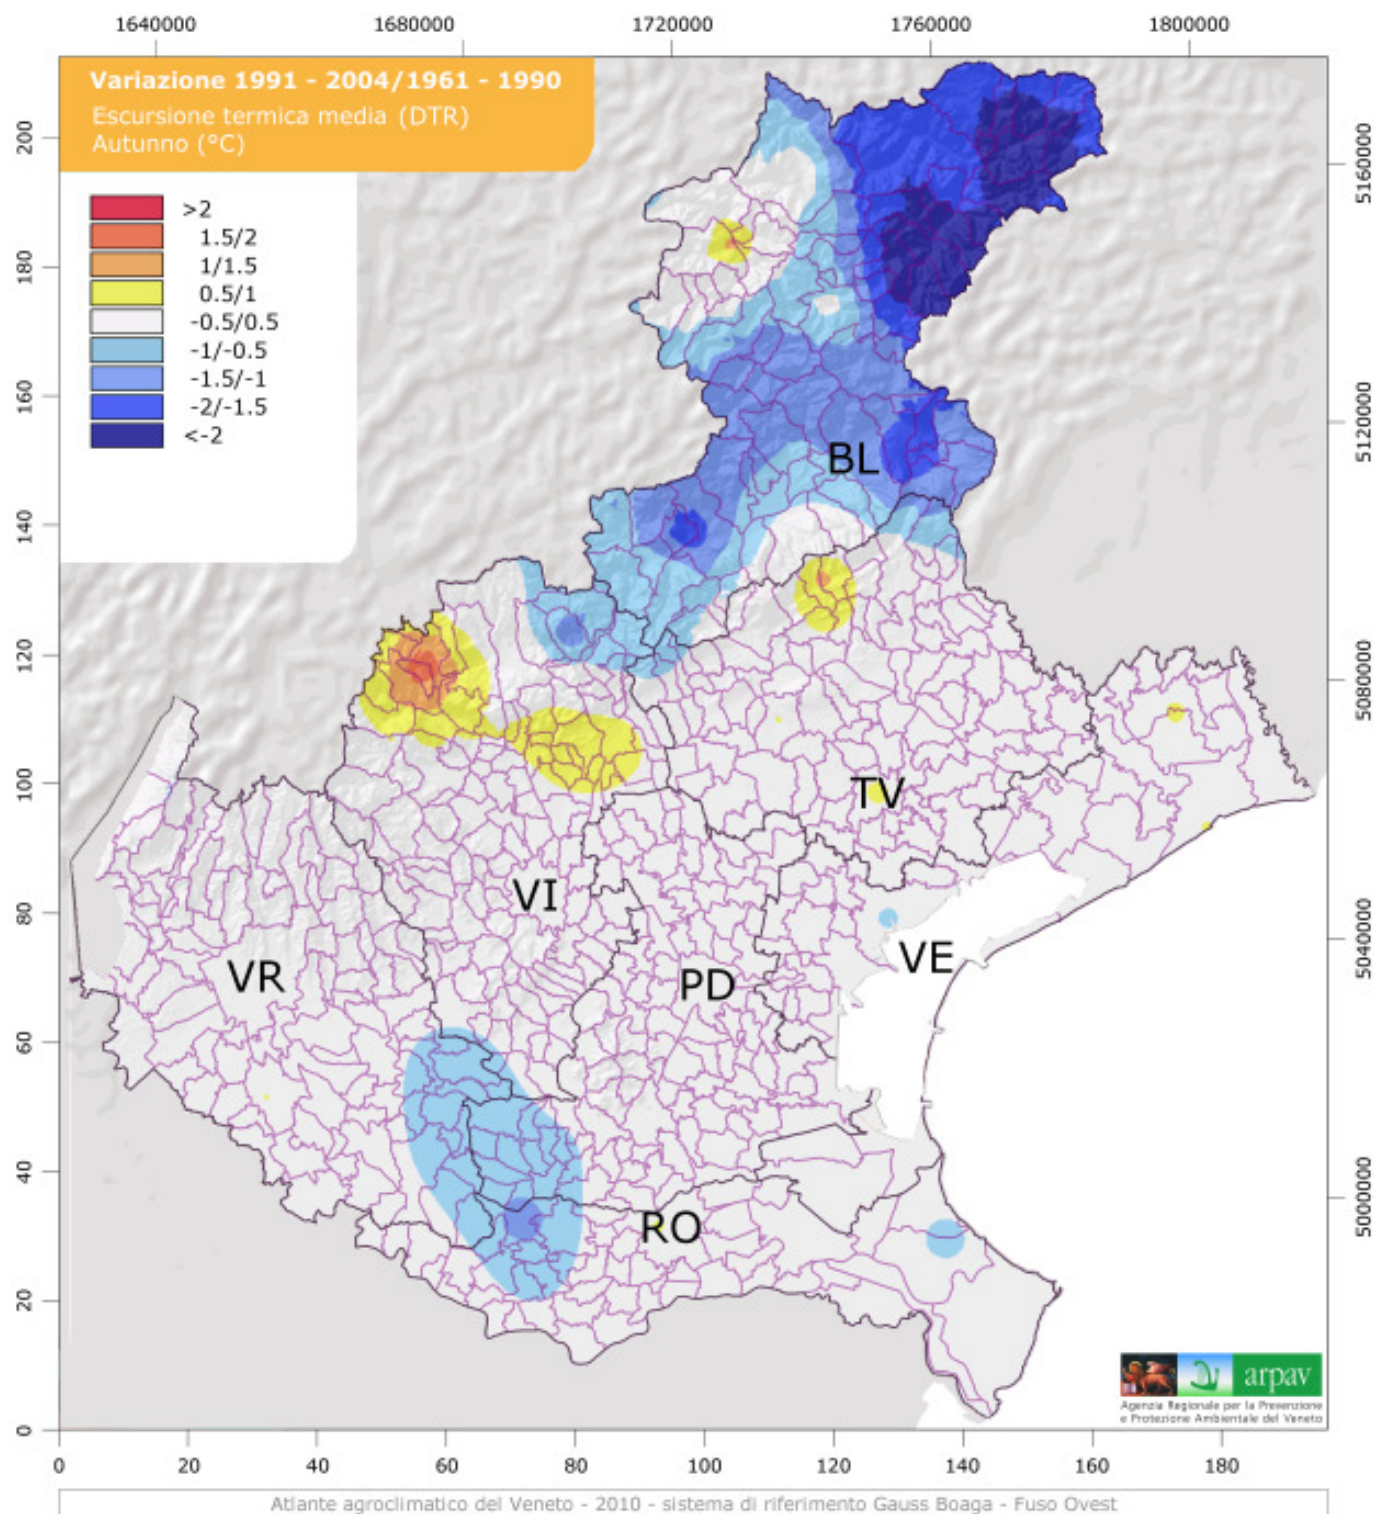 1640000 1680000 1720000 1760000 1800000
Variazione 1991 - 2004/1961 - 1990
Escursione termica media (DTR)
Autunno (°C)
>2
1.5/2
1/1.5
0.5/1
-0.5/0.5
-1/-0.5
-1.5/-1
-2/-1.5
<-2
200
180
160
140
120
100
80
60
40
20
0
5160000
5120000
5080000
5040000
5000000
BL
TV
VI
VE
VR
PD
RO
arpav
Agenzia Regionale per la Prevenzione
e Protezione Ambientale del Veneto
0 20 40 60 80 100 120 140 160 180
Atlante agroclimatico del Veneto - 2010 - sistema di riferimento Gauss Boaga - Fuso Ovest